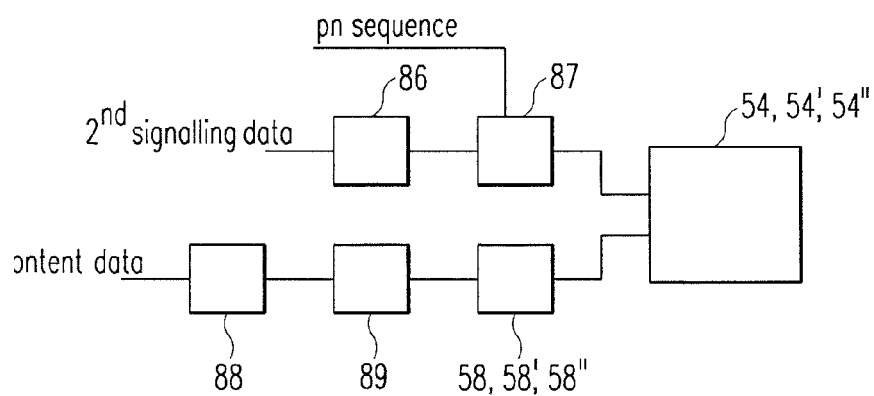 pn sequence
86
87
54, 54', 54"
2nd signalling data
ontent data
88
89
58, 58', 58"